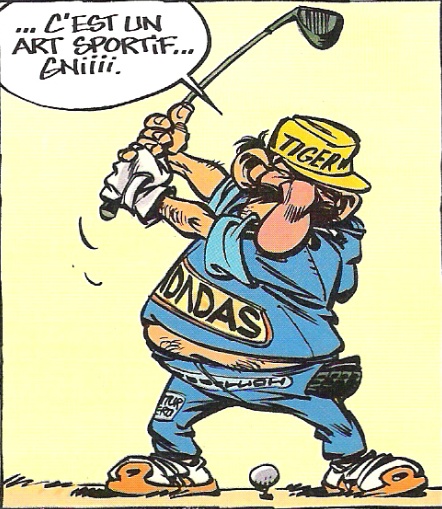 ... C'EST UN
ART SPORTIF...
GNIIII.
TIGER
DADAS